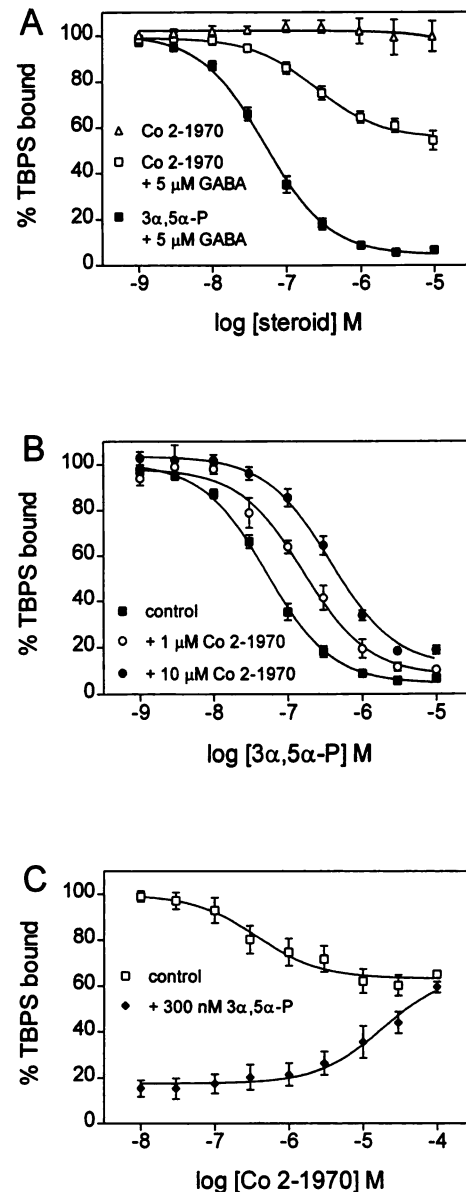 A
% TBPS bound
100
80
60
40
20
0
Co 2-1970
Co 2-1970
+ 5 μM GABA
3α,5α-P
+ 5 μM GABA
-9 -8 -7 -6 -5
log [steroid] M
B
% TBPS bound
100
80
60
40
20
0
control
+ 1 μM Co 2-1970
+ 10 μM Co 2-1970
-9 -8 -7 -6 -5
log [3α,5α-P] M
C
% TBPS bound
100
80
60
40
20
0
control
+ 300 nM 3α,5α-P
-8 -7 -6 -5 -4
log [Co 2-1970] M